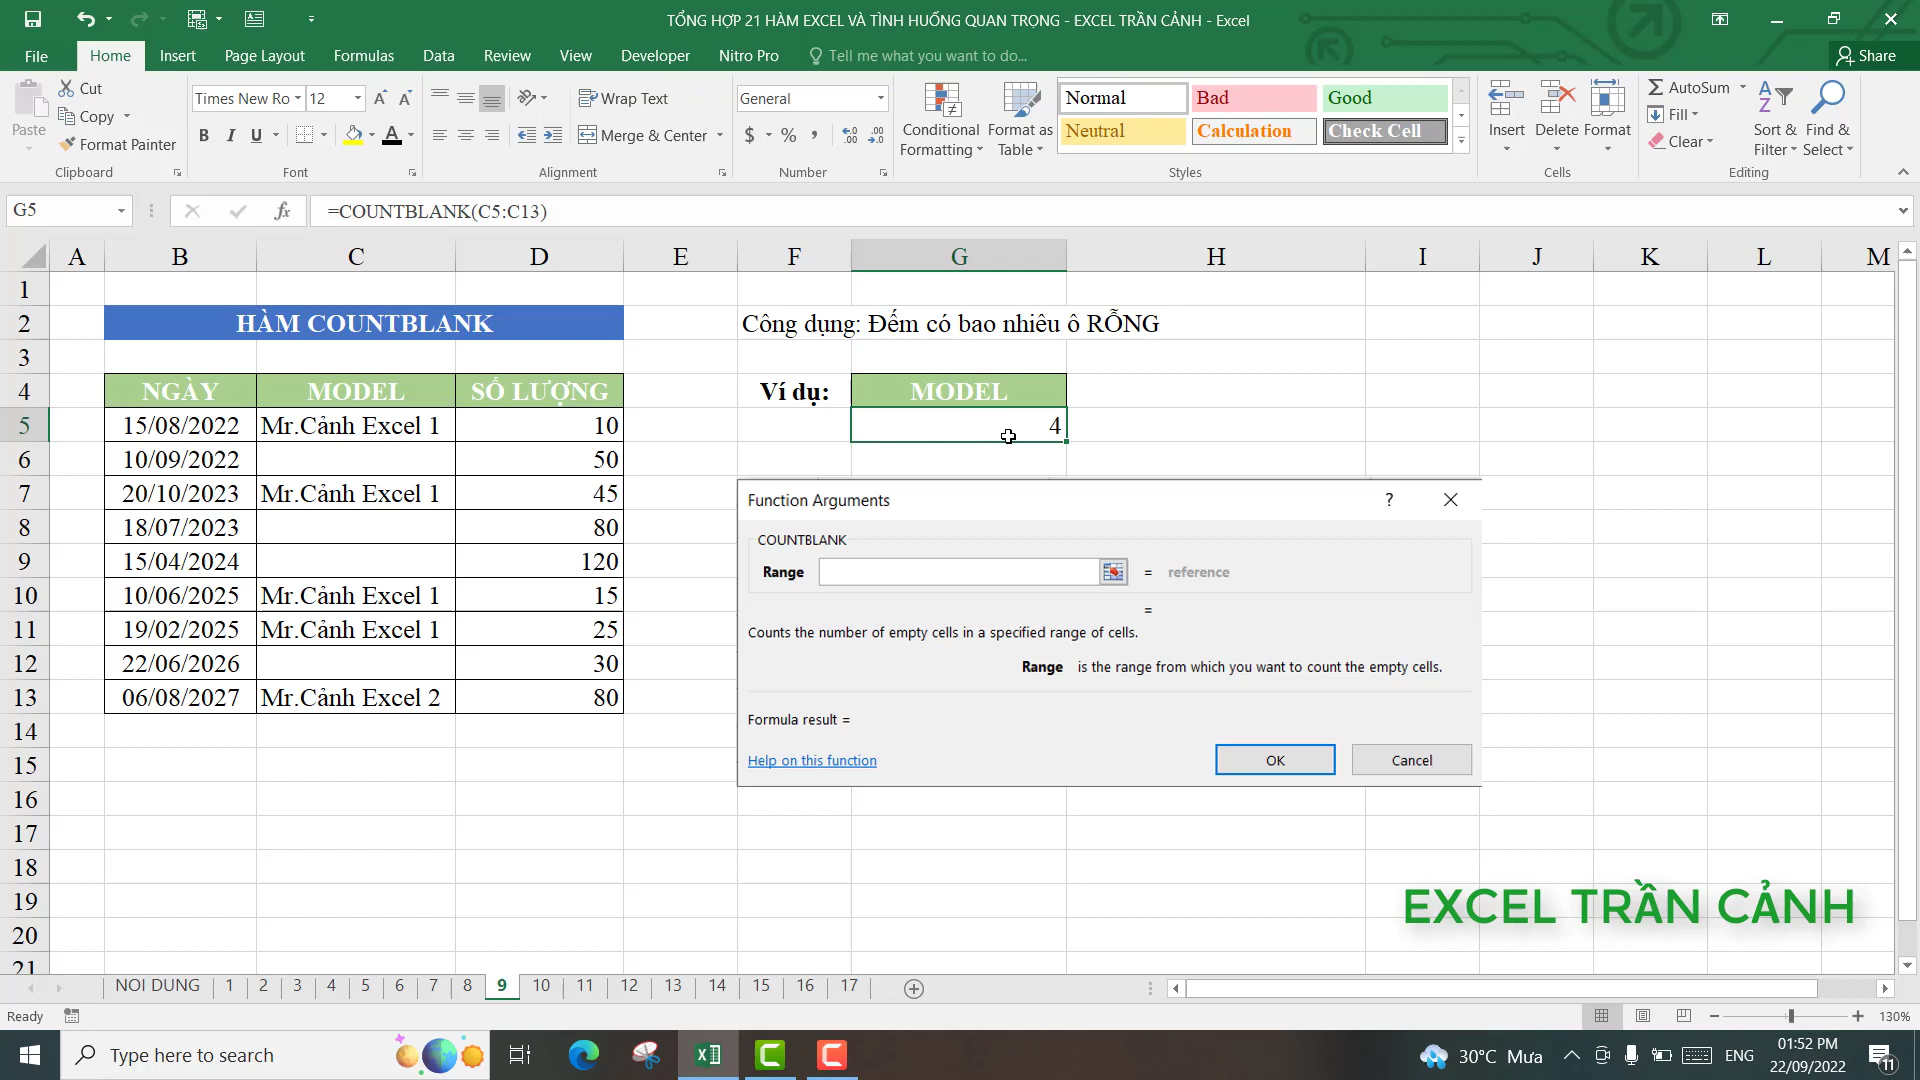 TỔNG HỢP 21 HÀM EXCEL VÀ TÌNH HUỐNG QUAN TRỌNG - EXCEL TRẦN CẢNH - Excel
File Home Insert Page Layout Formulas Data Review View Developer Nitro Pro Tell me what you want to do... Share
Paste
Cut
Copy
Format Painter
Clipboard
Times New Ro 12
B I U
Font
Wrap Text
Merge & Center
Alignment
General
$ % ,
Number
Conditional Formatting
Format as Table
Normal Bad Good
Neutral Calculation Check Cell
Styles
Insert Delete Format
Cells
AutoSum
Fill
Clear
Sort & Filter
Find & Select
Editing
G5 fx =COUNTBLANK(C5:C13)
A B C D E F G H I J K L M
1
2 HÀM COUNTBLANK Công dụng: Đếm có bao nhiêu ô RỖNG
3
4 NGÀY MODEL SỐ LƯỢNG Ví dụ: MODEL
5 15/08/2022 Mr.Cảnh Excel 1 10 4
6 10/09/2022 50
7 20/10/2023 Mr.Cảnh Excel 1 45
8 18/07/2023 80
9 15/04/2024 120
10 10/06/2025 Mr.Cảnh Excel 1 15
11 19/02/2025 Mr.Cảnh Excel 1 25
12 22/06/2026 30
13 06/08/2027 Mr.Cảnh Excel 2 80
14
15
16
17
18
19
20
21
Function Arguments ?
COUNTBLANK
Range = reference
=
Counts the number of empty cells in a specified range of cells.
Range is the range from which you want to count the empty cells.
Formula result =
Help on this function OK Cancel
EXCEL TRẦN CẢNH
NOI DUNG 1 2 3 4 5 6 7 8 9 10 11 12 13 14 15 16 17
Ready 130%
Type here to search 30°C Mưa ENG 01:52 PM
22/09/2022 11